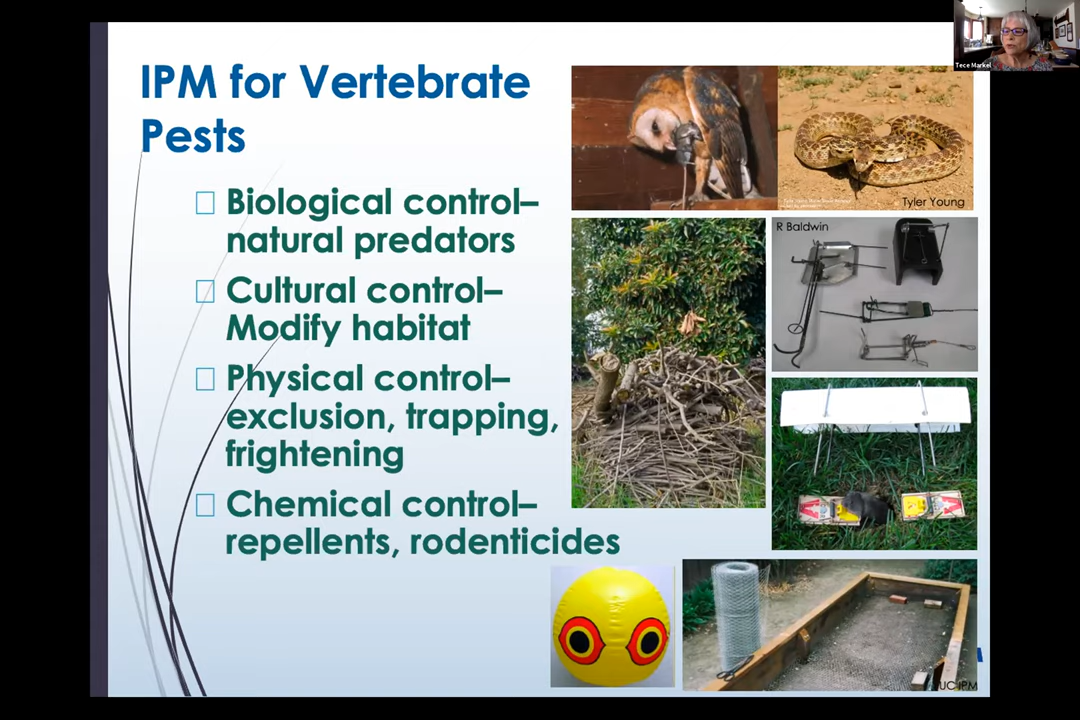 IPM for Vertebrate
Pests
Biological control–
natural predators
Cultural control–
Modify habitat
Physical control–
exclusion, trapping,
frightening
Chemical control–
repellents, rodenticides
Tyler Young
R Baldwin
UC IPM
Tece Markel